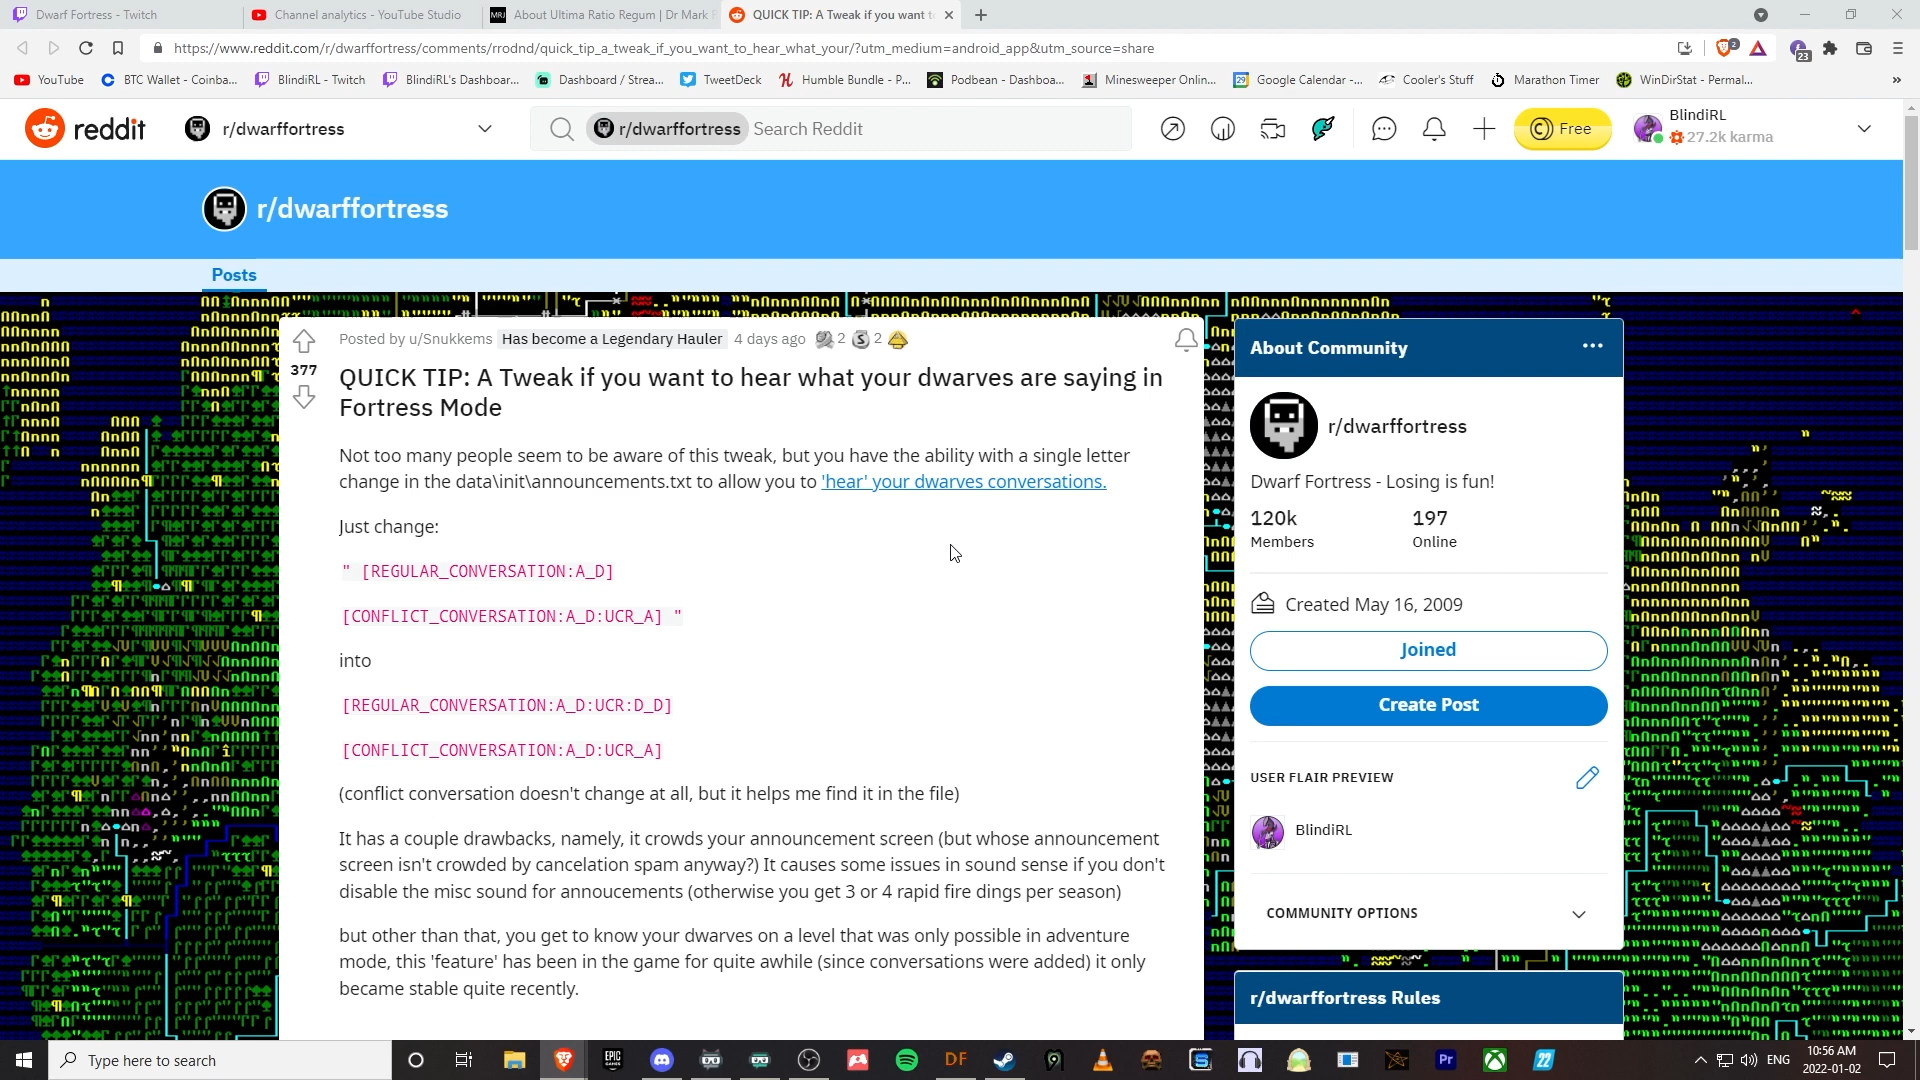 Dwarf Fortress - Twitch
Channel analytics - YouTube Studio
MRJ About Ultima Ratio Regum | Dr Mark
QUICK TIP: A Tweak if you want t
https://www.reddit.com/r/dwarffortress/comments/rrodnd/quick_tip_a_tweak_if_you_want_to_hear_what_your/?utm_medium=android_app&utm_source=share
2
23
YouTube
BTC Wallet - Coinba...
BlindiRL - Twitch
BlindiRL's Dashboar...
Dashboard / Strea...
TweetDeck
Humble Bundle - P...
Podbean - Dashboa...
Minesweeper Onlin...
Google Calendar -...
Cooler's Stuff
Marathon Timer
WinDirStat - Permal...
»
reddit
r/dwarffortress
r/dwarffortress
Search Reddit
Free
BlindiRL
27.2k karma
r/dwarffortress
Posts
Posted by u/Snukkems Has become a Legendary Hauler 4 days ago 2 2
377
QUICK TIP: A Tweak if you want to hear what your dwarves are saying in
Fortress Mode
Not too many people seem to be aware of this tweak, but you have the ability with a single letter
change in the data\init\announcements.txt to allow you to 'hear' your dwarves conversations.
Just change:
" [REGULAR_CONVERSATION:A_D]
[CONFLICT_CONVERSATION:A_D:UCR_A] "
into
[REGULAR_CONVERSATION:A_D:UCR:D_D]
[CONFLICT_CONVERSATION:A_D:UCR_A]
(conflict conversation doesn't change at all, but it helps me find it in the file)
It has a couple drawbacks, namely, it crowds your announcement screen (but whose announcement
screen isn't crowded by cancelation spam anyway?) It causes some issues in sound sense if you don't
disable the misc sound for annoucements (otherwise you get 3 or 4 rapid fire dings per season)
but other than that, you get to know your dwarves on a level that was only possible in adventure
mode, this 'feature' has been in the game for quite awhile (since conversations were added) it only
became stable quite recently.
About Community
r/dwarffortress
Dwarf Fortress - Losing is fun!
120k
197
Members
Online
Created May 16, 2009
Joined
Create Post
USER FLAIR PREVIEW
BlindiRL
COMMUNITY OPTIONS
r/dwarffortress Rules
Type here to search
EPIC GAMES
DF
Pr
ENG
10:56 AM
2022-01-02